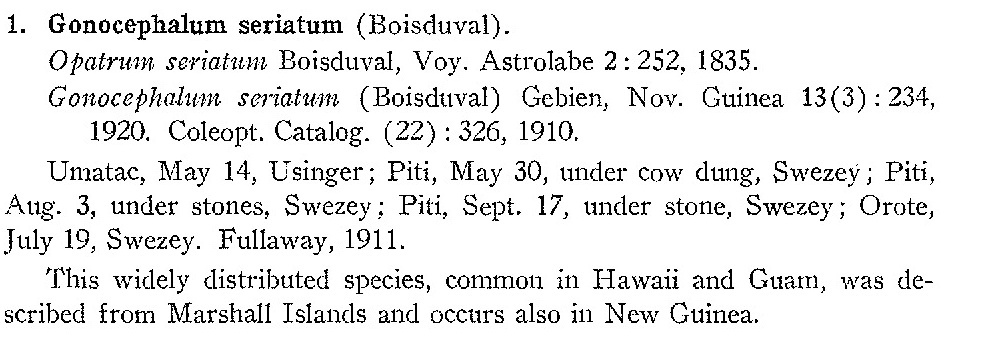 1. Gonocephalum seriatum (Boisduval).
Opatrum seriatum Boisduval, Voy. Astrolabe 2: 252, 1835.
Gonocephalum seriatum (Boisduval) Gebien, Nov. Guinea 13(3): 234,
1920. Coleopt. Catalog. (22): 326, 1910.
Umatac, May 14, Usinger; Piti, May 30, under cow dung, Swezey; Piti,
Aug. 3, under stones, Swezey; Piti, Sept. 17, under stone, Swezey; Orote,
July 19, Swezey. Fullaway, 1911.
This widely distributed species, common in Hawaii and Guam, was de-
scribed from Marshall Islands and occurs also in New Guinea.